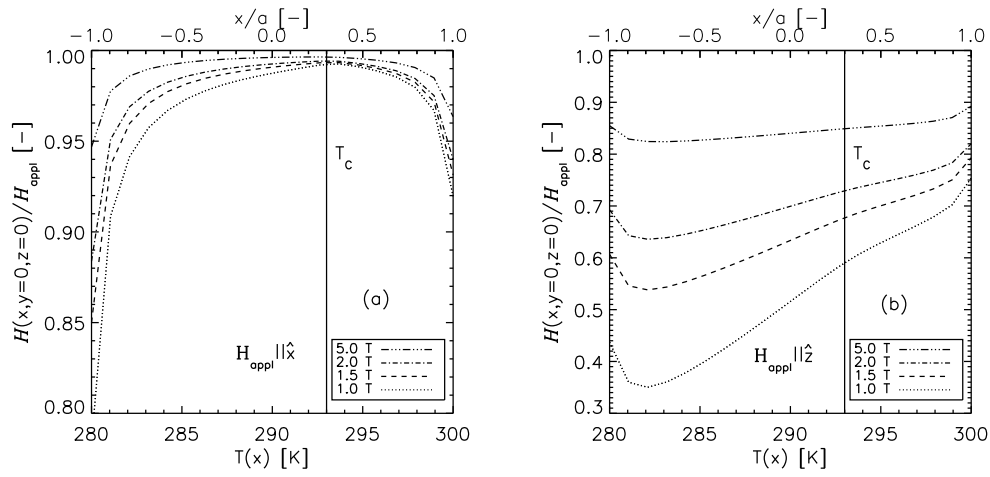 x/a [-]
-1.0 -0.5 0.0 0.5 1.0
1.00
0.95
0.90
0.85
0.80
H(x,y=0,z=0)/H_appl [-]
T_c
(a)
H_appl||x̂
5.0 T
2.0 T
1.5 T
1.0 T
280 285 290 295 300
T(x) [K]
x/a [-]
-1.0 -0.5 0.0 0.5 1.0
1.0
0.9
0.8
0.7
0.6
0.5
0.4
0.3
H(x,y=0,z=0)/H_appl [-]
T_c
(b)
H_appl||ẑ
5.0 T
2.0 T
1.5 T
1.0 T
280 285 290 295 300
T(x) [K]